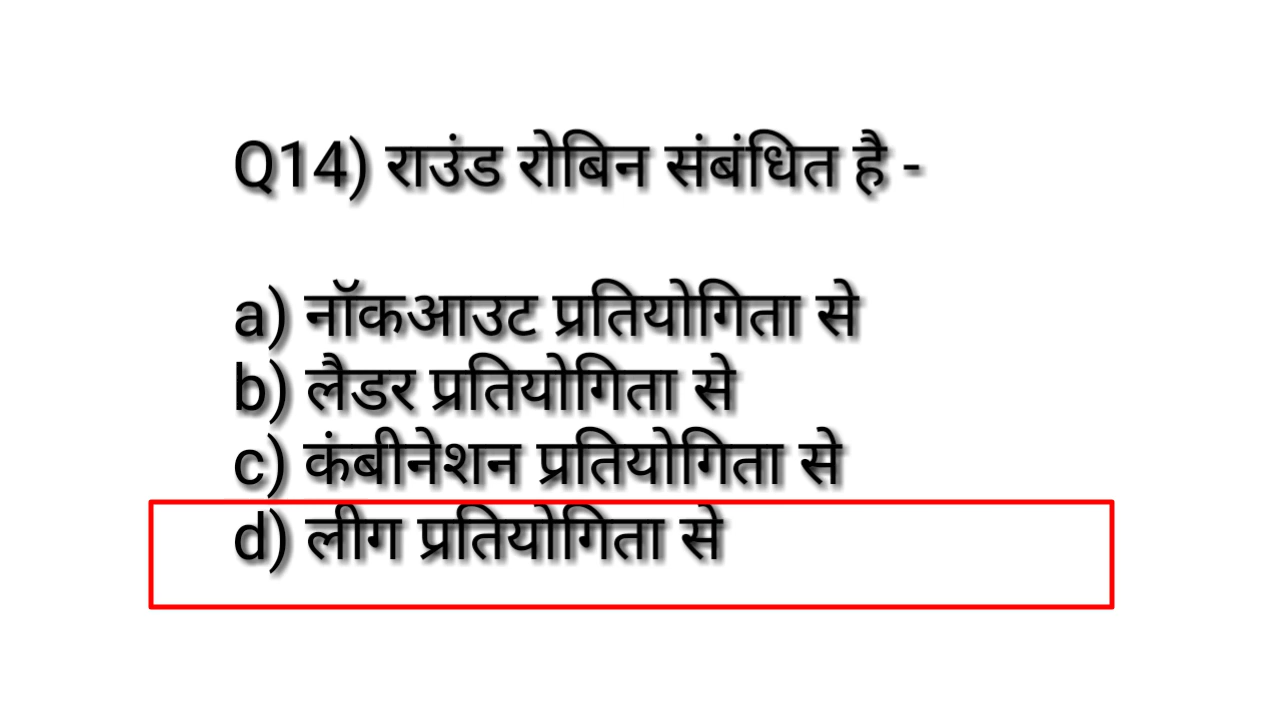 Q14) राउंड रोबिन संबंधित है -
a) नॉकआउट प्रतियोगिता से
b) लैडर प्रतियोगिता से
c) कंबीनेशन प्रतियोगिता से
d) लीग प्रतियोगिता से